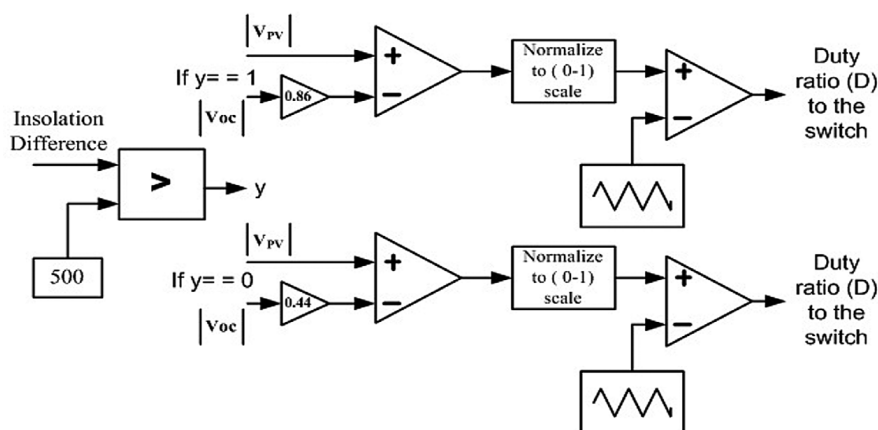 |VPV|
If y= = 1
0.86
|Voc|
+
−
Normalize
to ( 0-1)
scale
+
−
Duty
ratio (D)
to the
switch
Insolation
Difference
>
y
500
|VPV|
If y= = 0
0.44
|Voc|
+
−
Normalize
to ( 0-1)
scale
+
−
Duty
ratio (D)
to the
switch